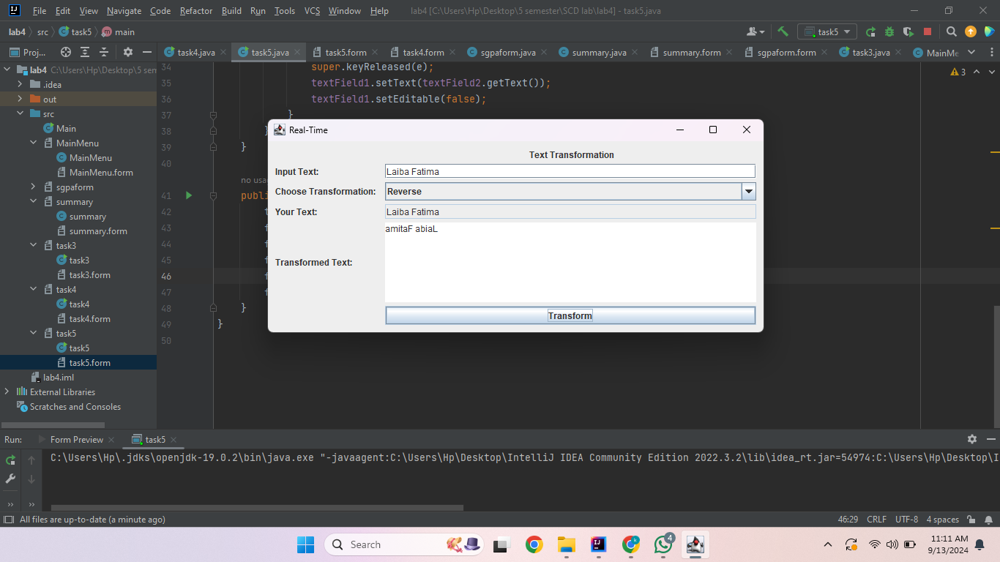 File Edit View Navigate Code Refactor Build Run Tools VCS Window Help lab4 [C:\Users\Hp\Desktop\5 semester\SCD lab\lab4] - task5.java
lab4 src task5 main task5
Proj... task4.java task5.java task5.form task4.form sgpaform.java summary.java summary.form sgpaform.form task3.java MainMe
lab4 C:\Users\Hp\Desktop\5 sem
.idea
out
src
Main
MainMenu
MainMenu
MainMenu.form
sgpaform
summary
summary
summary.form
task3
task3
task3.form
task4
task4
task4.form
task5
task5
task5.form
lab4.iml
External Libraries
Scratches and Consoles
34 super.keyReleased(e);
35 textField1.setText(textField2.getText());
36 textField1.setEditable(false);
37 }
38 }
39 }
40
no usa
41 publi
42 t
43 f
44 f
45 f
46 f
47 f
48 }
49 }
50
3
Real-Time
Text Transformation
Input Text: Laiba Fatima
Choose Transformation: Reverse
Your Text: Laiba Fatima
Transformed Text: amitaF abiaL
Transform
Run: Form Preview task5
C:\Users\Hp\.jdks\openjdk-19.0.2\bin\java.exe "-javaagent:C:\Users\Hp\Desktop\IntelliJ IDEA Community Edition 2022.3.2\lib\idea_rt.jar=54974:C:\Users\Hp\Desktop\I
All files are up-to-date (a minute ago) 46:29 CRLF UTF-8 4 spaces
Search
4
11:11 AM
9/13/2024